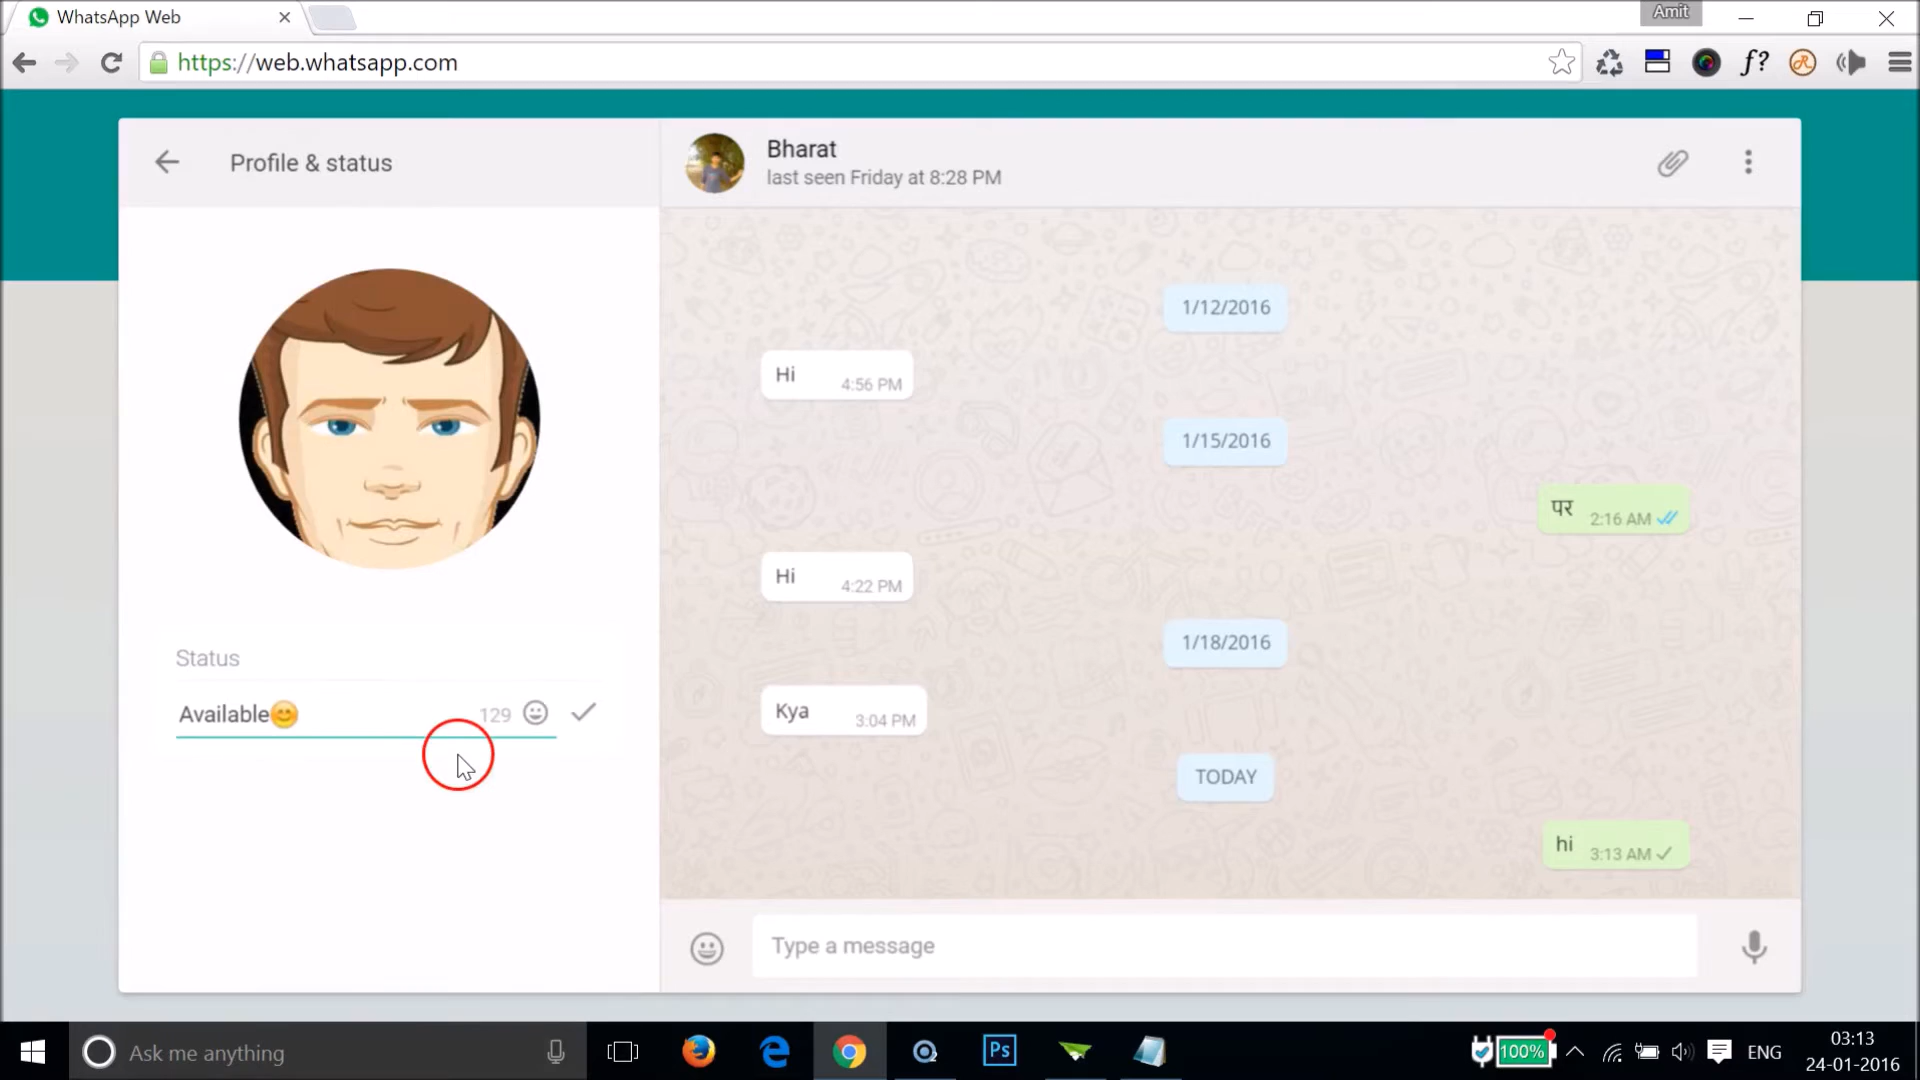 WhatsApp Web
Amit
https://web.whatsapp.com
Profile & status
Bharat
last seen Friday at 8:28 PM
1/12/2016
Hi 4:56 PM
1/15/2016
पर 2:16 AM
Hi 4:22 PM
1/18/2016
Kya 3:04 PM
TODAY
hi 3:13 AM
Status
Available😊 129
Type a message
Ask me anything
Ps
100%
ENG
03:13
24-01-2016